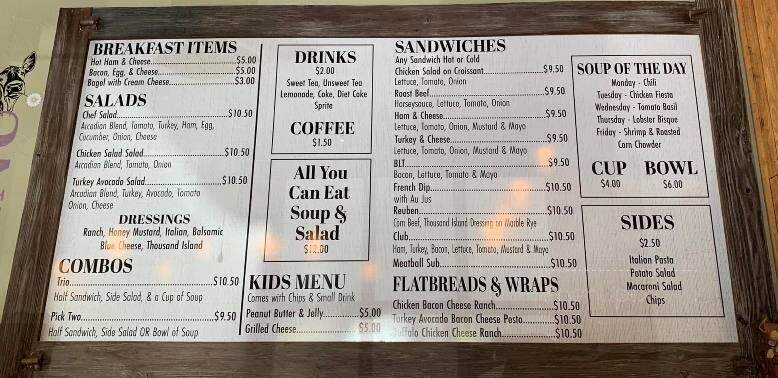 BREAKFAST ITEMS
Hot Ham & Cheese $5.00
Bacon, Egg, & Cheese $5.00
Bagel with Cream Cheese $3.00
SALADS
Chef Salad $10.50
Arcadian Blend, Tomato, Turkey, Ham, Egg,
Cucumber, Onion, Cheese
Chicken Salad Salad $10.50
Arcadian Blend, Tomato, Onion
Turkey Avocado Salad $10.50
Arcadian Blend, Turkey, Avocado, Tomato
Onion, Cheese
DRESSINGS
Ranch, Honey Mustard, Italian, Balsamic
Blue Cheese, Thousand Island
COMBOS
Trio $10.50
Half Sandwich, Side Salad, & a Cup of Soup
Pick Two $9.50
Half Sandwich, Side Salad OR Bowl of Soup
DRINKS
$2.00
Sweet Tea, Unsweet Tea
Lemonade, Coke, Diet Coke
Sprite
COFFEE
$1.50
All You
Can Eat
Soup &
Salad
$12.00
KIDS MENU
Comes with Chips & Small Drink
Peanut Butter & Jelly $5.00
Grilled Cheese $5.00
SANDWICHES
Any Sandwich Hot or Cold
Chicken Salad on Croissant $9.50
Lettuce, Tomato, Onion
Roast Beef $9.50
Horseysauce, Lettuce, Tomato, Onion
Ham & Cheese $9.50
Lettuce, Tomato, Onion, Mustard & Mayo
Turkey & Cheese $9.50
Lettuce, Tomato, Onion, Mustard & Mayo
BLT $9.50
Bacon, Lettuce, Tomato & Mayo
French Dip $10.50
with Au Jus
Reuben $10.50
Corn Beef, Thousand Island Dressing on Marble Rye
Club $10.50
Ham, Turkey, Bacon, Lettuce, Tomato, Mustard & Mayo
Meatball Sub $10.50
FLATBREADS & WRAPS
Chicken Bacon Cheese Ranch $10.50
Turkey Avocado Bacon Cheese Pesto $10.50
Buffalo Chicken Cheese Ranch $10.50
SOUP OF THE DAY
Monday - Chili
Tuesday - Chicken Fiesta
Wednesday - Tomato Basil
Thursday - Lobster Bisque
Friday - Shrimp & Roasted
Corn Chowder
CUP BOWL
$4.00 $6.00
SIDES
$2.50
Italian Pasta
Potato Salad
Macaroni Salad
Chips